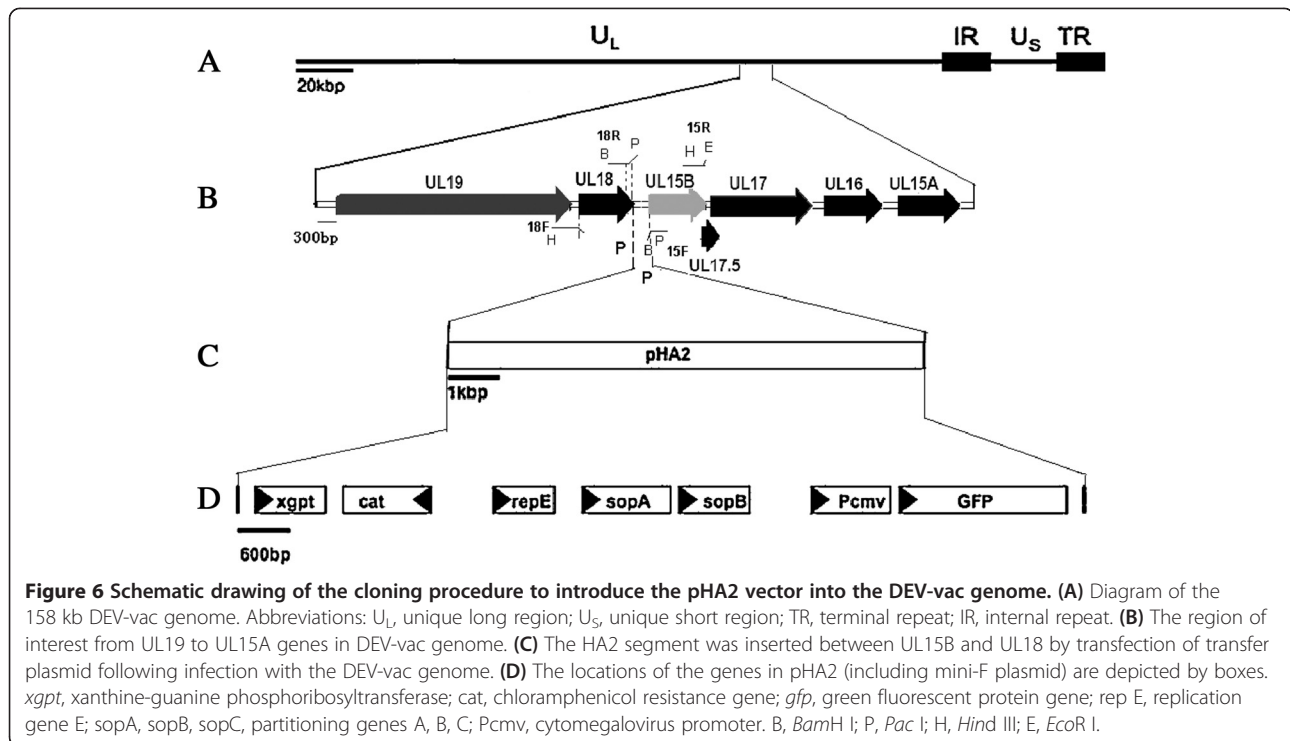 U_L IR U_S TR
A
20kbp
18R 15R
B P H E
UL19 UL18 UL15B UL17 UL16 UL15A
B
300bp
18F H P B P 15F
UL17.5
P
C pHA2
1kbp
D xgpt cat repE sopA sopB Pcmv GFP
600bp
Figure 6 Schematic drawing of the cloning procedure to introduce the pHA2 vector into the DEV-vac genome. (A) Diagram of the
158 kb DEV-vac genome. Abbreviations: U_L, unique long region; U_S, unique short region; TR, terminal repeat; IR, internal repeat. (B) The region of
interest from UL19 to UL15A genes in DEV-vac genome. (C) The HA2 segment was inserted between UL15B and UL18 by transfection of transfer
plasmid following infection with the DEV-vac genome. (D) The locations of the genes in pHA2 (including mini-F plasmid) are depicted by boxes.
xgpt, xanthine-guanine phosphoribosyltransferase; cat, chloramphenicol resistance gene; gfp, green fluorescent protein gene; rep E, replication
gene E; sopA, sopB, sopC, partitioning genes A, B, C; Pcmv, cytomegalovirus promoter. B, BamH I; P, Pac I; H, Hind III; E, EcoR I.